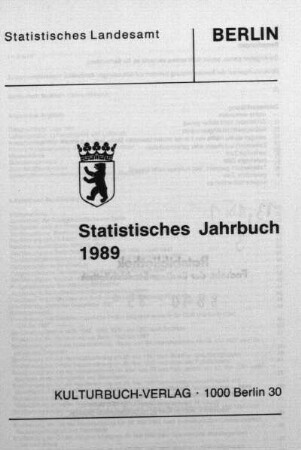 Statistisches Landesamt BERLIN
Statistisches Jahrbuch
1989
KULTURBUCH-VERLAG · 1000 Berlin 30